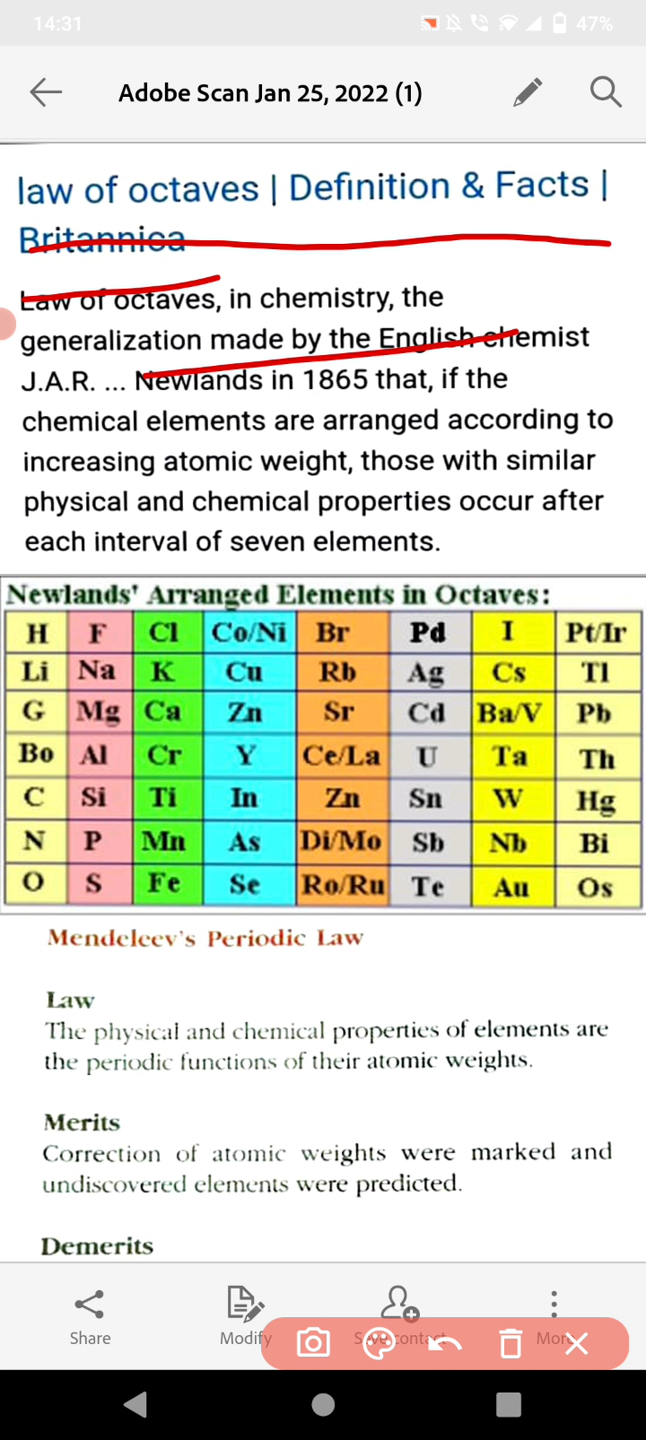 14:31
47%
Adobe Scan Jan 25, 2022 (1)
law of octaves | Definition & Facts |
Britannica
Law of octaves, in chemistry, the
generalization made by the English chemist
J.A.R. ... Newlands in 1865 that, if the
chemical elements are arranged according to
increasing atomic weight, those with similar
physical and chemical properties occur after
each interval of seven elements.
Newlands' Arranged Elements in Octaves:
H F Cl Co/Ni Br Pd I Pt/Ir
Li Na K Cu Rb Ag Cs Tl
G Mg Ca Zn Sr Cd Ba/V Pb
Bo Al Cr Y Ce/La U Ta Th
C Si Ti In Zn Sn W Hg
N P Mn As Di/Mo Sb Nb Bi
O S Fe Se Ro/Ru Te Au Os
Mendeleev's Periodic Law
Law
The physical and chemical properties of elements are
the periodic functions of their atomic weights.
Merits
Correction of atomic weights were marked and
undiscovered elements were predicted.
Demerits
Share Modify Save contact More